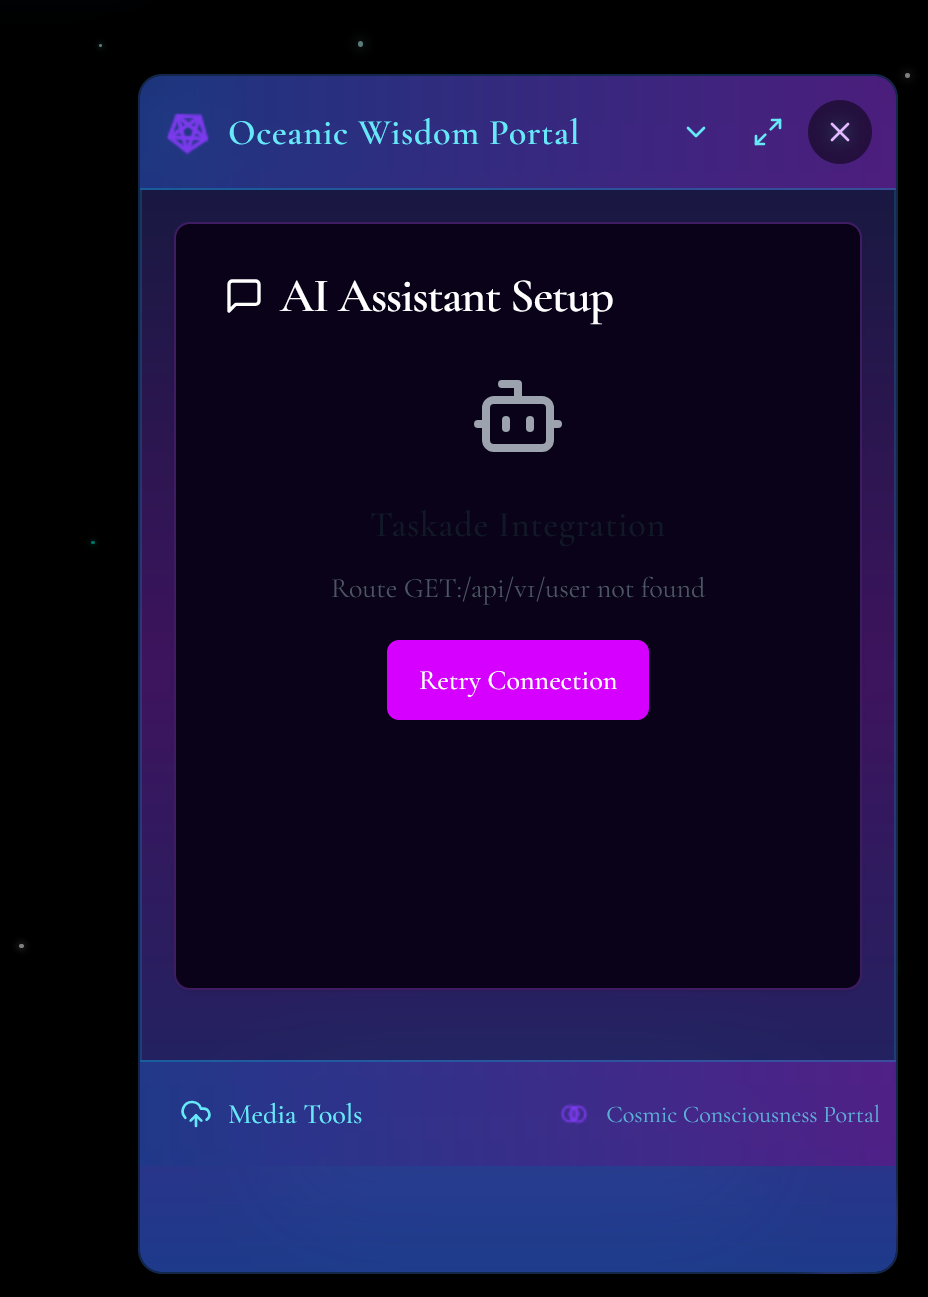 Oceanic Wisdom Portal
AI Assistant Setup
Taskade Integration
Route GET:/api/v1/user not found
Retry Connection
Media Tools
Cosmic Consciousness Portal